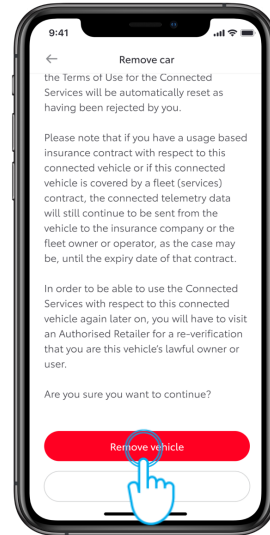 9:41
Remove car
the Terms of Use for the Connected
Services will be automatically reset as
having been rejected by you.
Please note that if you have a usage based
insurance contract with respect to this
connected vehicle or if this connected
vehicle is covered by a fleet (services)
contract, the connected telemetry data
will still continue to be sent from the
vehicle to the insurance company or the
fleet owner or operator, as the case may
be, until the expiry date of that contract.
In order to be able to use the Connected
Services with respect to this connected
vehicle again later on, you will have to visit
an Authorised Retailer for a re-verification
that you are this vehicle's lawful owner or
user.
Are you sure you want to continue?
Remove vehicle